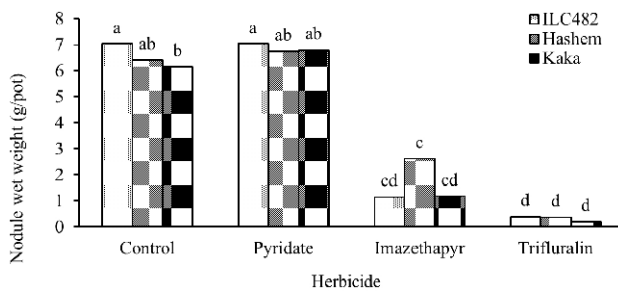 8
7
6
5
4
3
2
1
0
Nodule wet weight (g/pot)
a ab b
a ab ab
cd c cd
d d d
ILC482
Hashem
Kaka
Control Pyridate Imazethapyr Trifluralin
Herbicide